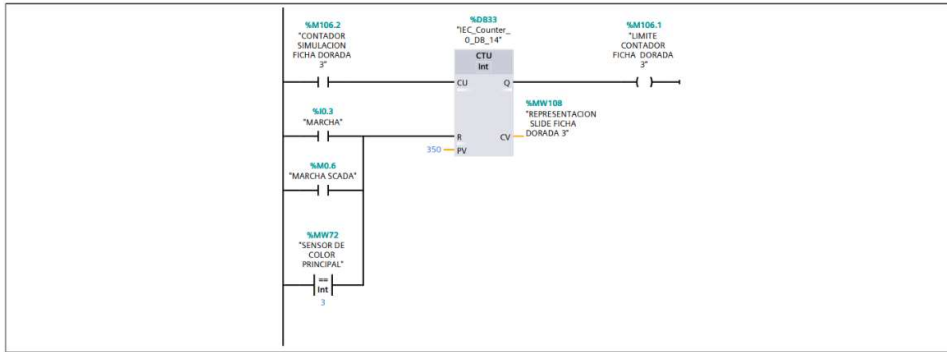 %M106.2
"CONTADOR
SIMULACION
FICHA DORADA
3"
%DB33
"IEC_Counter_
0_DB_14"
CTU
Int
CU
Q
R
CV
PV
350
%M106.1
"LIMITE
CONTADOR
FICHA DORADA
3"
%MW108
"REPRESENTACION
SLIDE FICHA
DORADA 3"
%I0.3
"MARCHA"
%M0.6
"MARCHA SCADA"
%MW72
"SENSOR DE
COLOR
PRINCIPAL"
==
Int
3